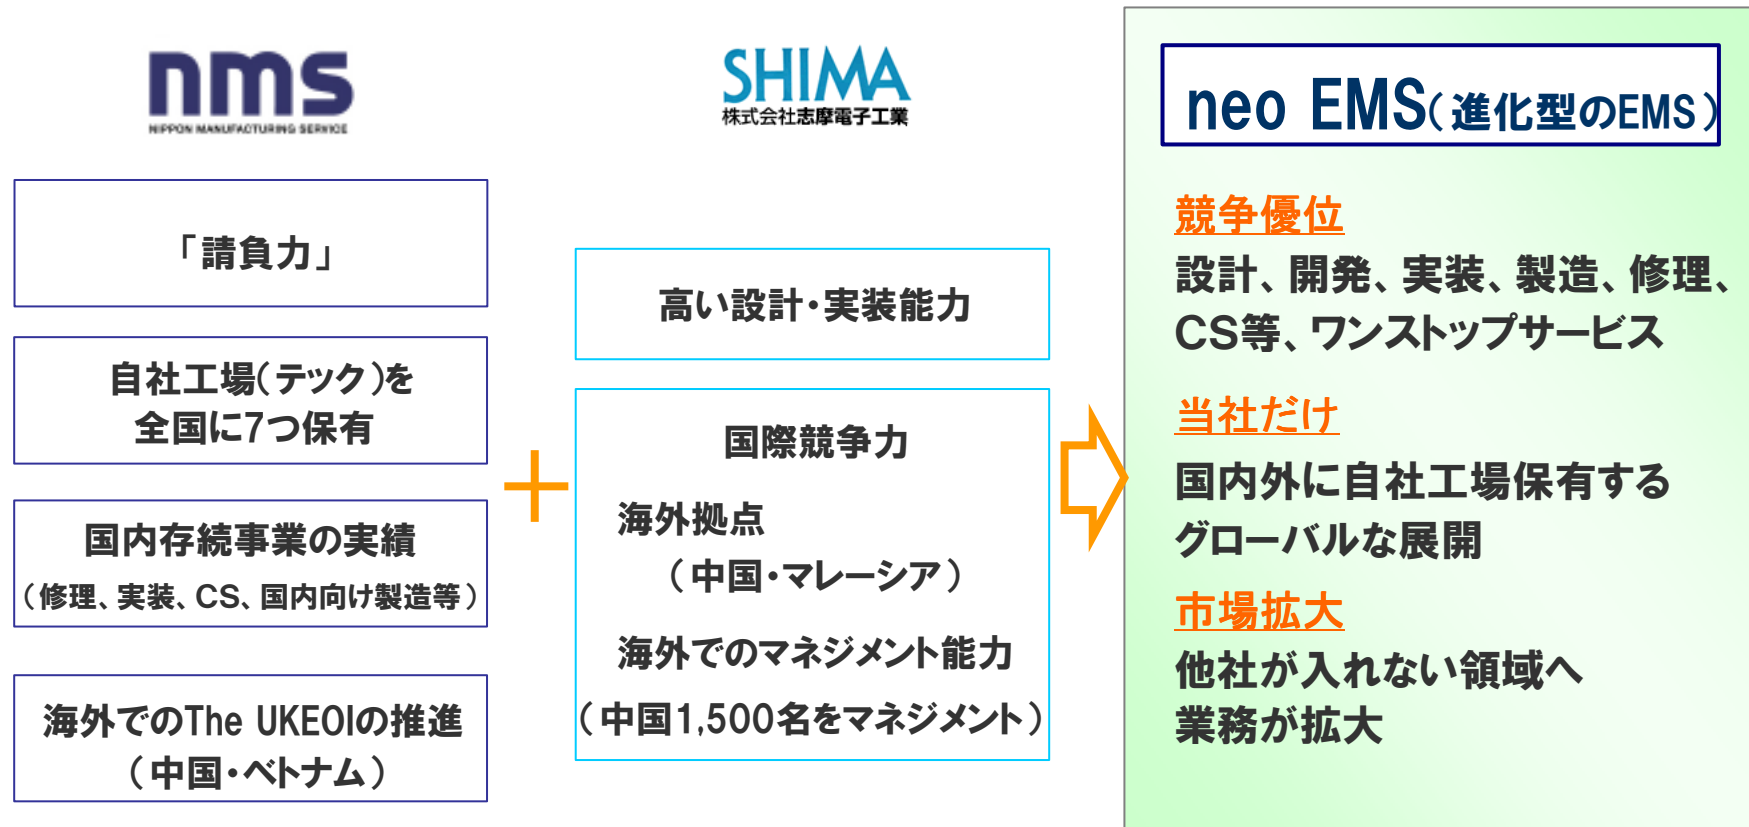 nms
NIPPON MANUFACTURING SERVICE
「請負力」
自社工場(テック)を
全国に7つ保有
国内存続事業の実績
(修理、実装、CS、国内向け製造等)
海外でのThe UKEOIの推進
(中国・ベトナム)
+
SHIMA
株式会社志摩電子工業
高い設計・実装能力
国際競争力
海外拠点
(中国・マレーシア)
海外でのマネジメント能力
(中国1,500名をマネジメント)
neo EMS(進化型のEMS)
競争優位
設計、開発、実装、製造、修理、
CS等、ワンストップサービス
当社だけ
国内外に自社工場保有する
グローバルな展開
市場拡大
他社が入れない領域へ
業務が拡大